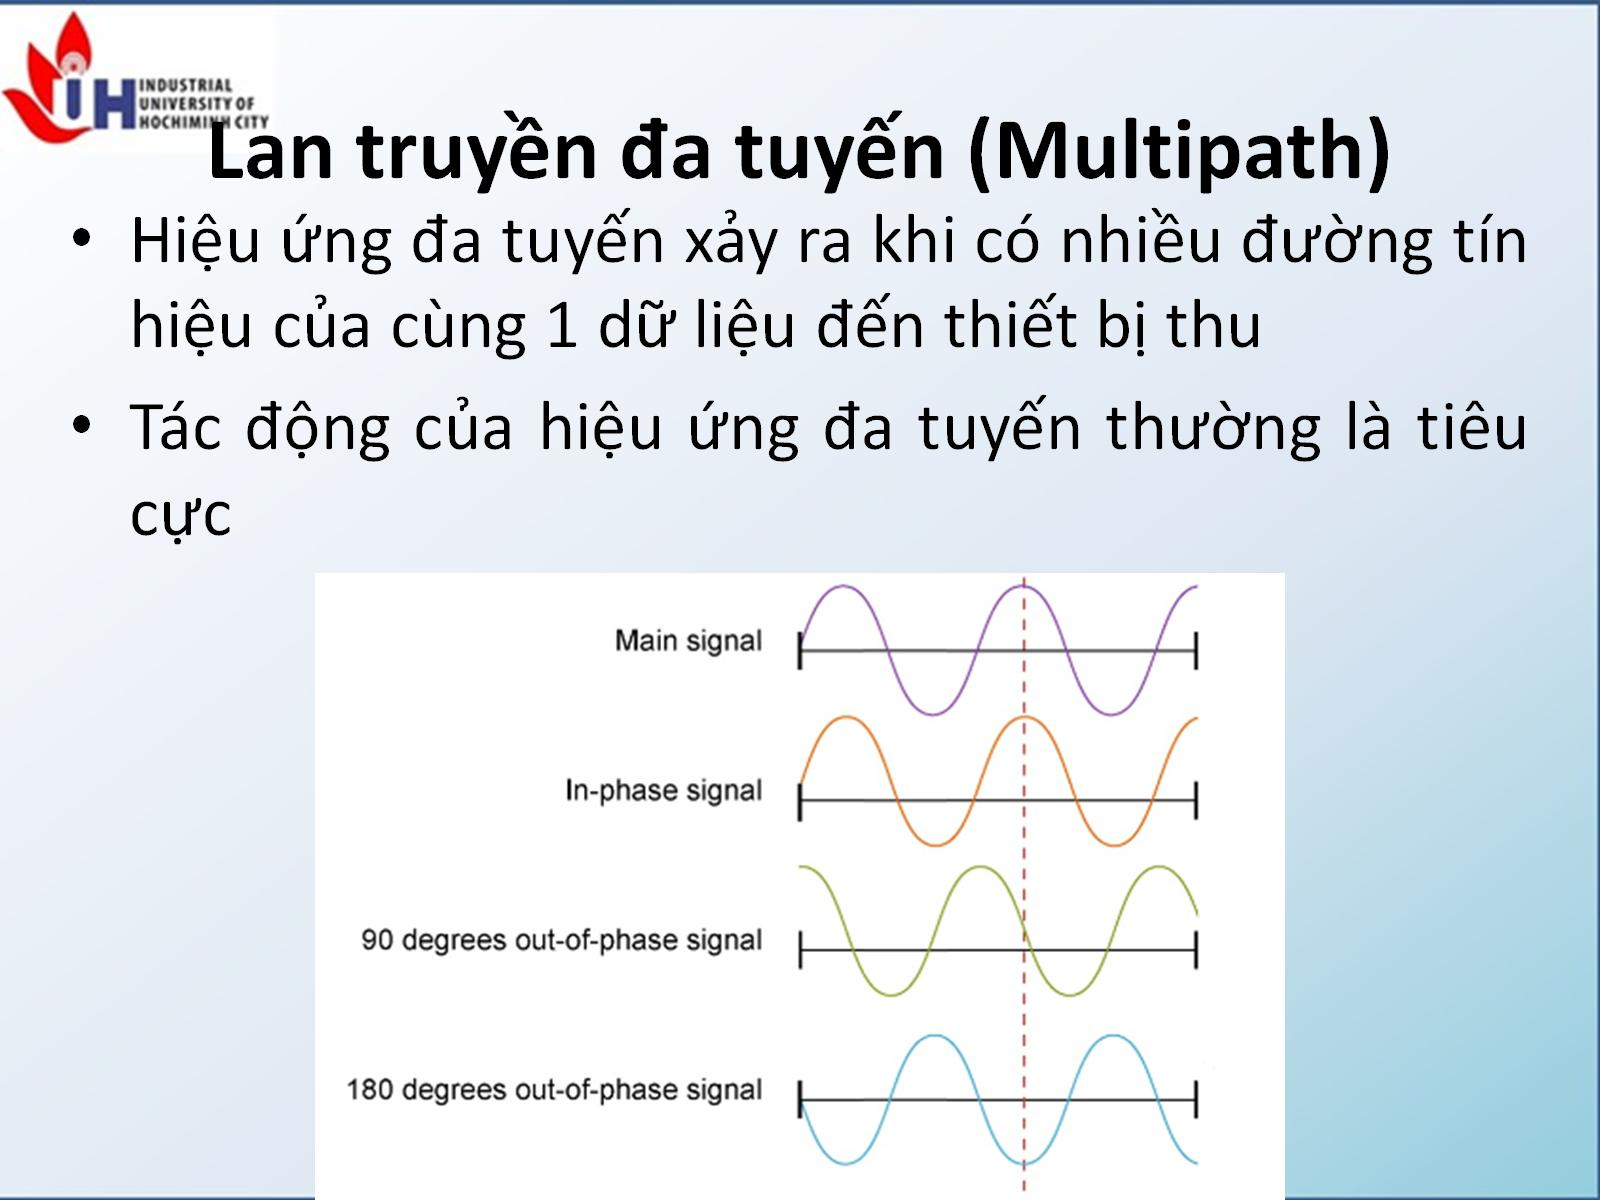 INDUSTRIAL
UNIVERSITY OF
HOCHIMINH CITY
Lan truyền đa tuyến (Multipath)
• Hiệu ứng đa tuyến xảy ra khi có nhiều đường tín
hiệu của cùng 1 dữ liệu đến thiết bị thu
• Tác động của hiệu ứng đa tuyến thường là tiêu
cực
Main signal
In-phase signal
90 degrees out-of-phase signal
180 degrees out-of-phase signal